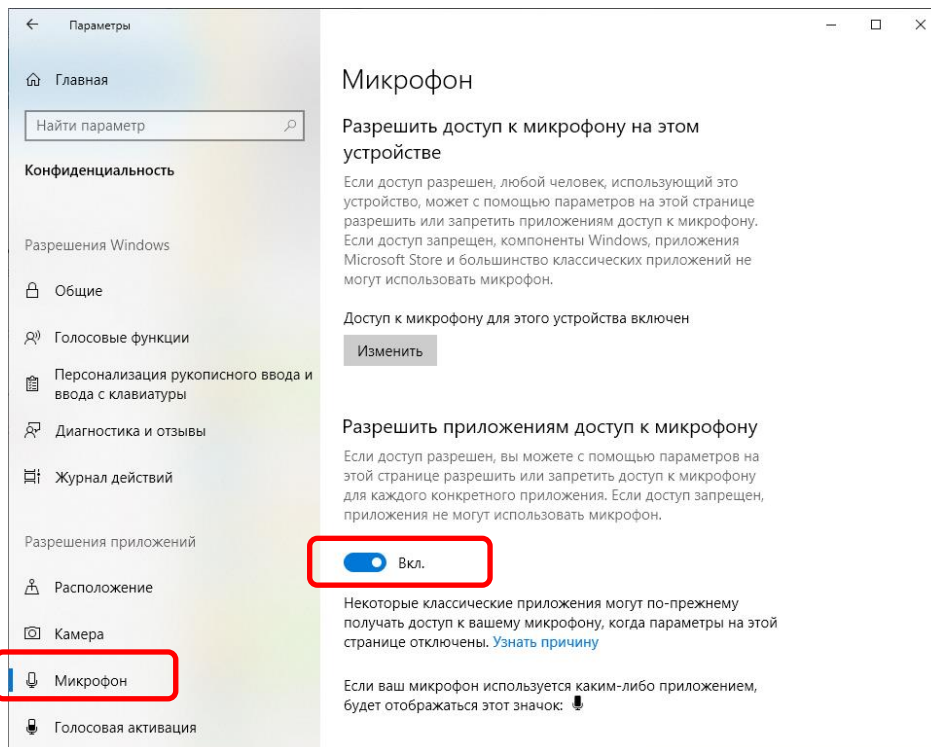 Параметры
Главная
Найти параметр
Конфиденциальность
Разрешения Windows
Общие
Голосовые функции
Персонализация рукописного ввода и
ввода с клавиатуры
Диагностика и отзывы
Журнал действий
Разрешения приложений
Расположение
Камера
Микрофон
Голосовая активация
Микрофон
Разрешить доступ к микрофону на этом
устройстве
Если доступ разрешен, любой человек, использующий это
устройство, может с помощью параметров на этой странице
разрешить или запретить приложениям доступ к микрофону.
Если доступ запрещен, компоненты Windows, приложения
Microsoft Store и большинство классических приложений не
могут использовать микрофон.
Доступ к микрофону для этого устройства включен
Изменить
Разрешить приложениям доступ к микрофону
Если доступ разрешен, вы можете с помощью параметров на
этой странице разрешить или запретить доступ к микрофону
для каждого конкретного приложения. Если доступ запрещен,
приложения не могут использовать микрофон.
Вкл.
Некоторые классические приложения могут по-прежнему
получать доступ к вашему микрофону, когда параметры на этой
странице отключены. Узнать причину
Если ваш микрофон используется каким-либо приложением,
будет отображаться этот значок: